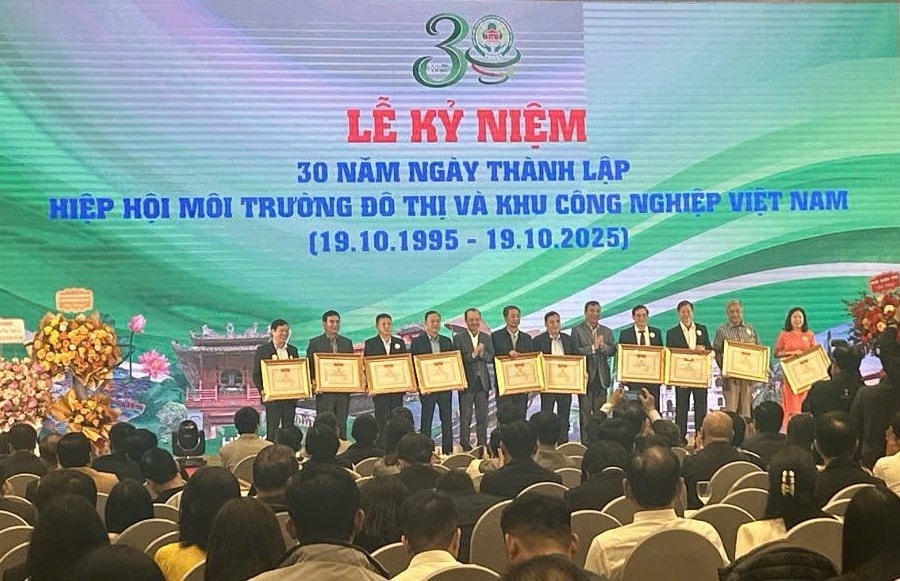 30
LỄ KỶ NIỆM
30 NĂM NGÀY THÀNH LẬP
HIỆP HỘI MÔI TRƯỜNG ĐÔ THỊ VÀ KHU CÔNG NGHIỆP VIỆT NAM
(19.10.1995 - 19.10.2025)